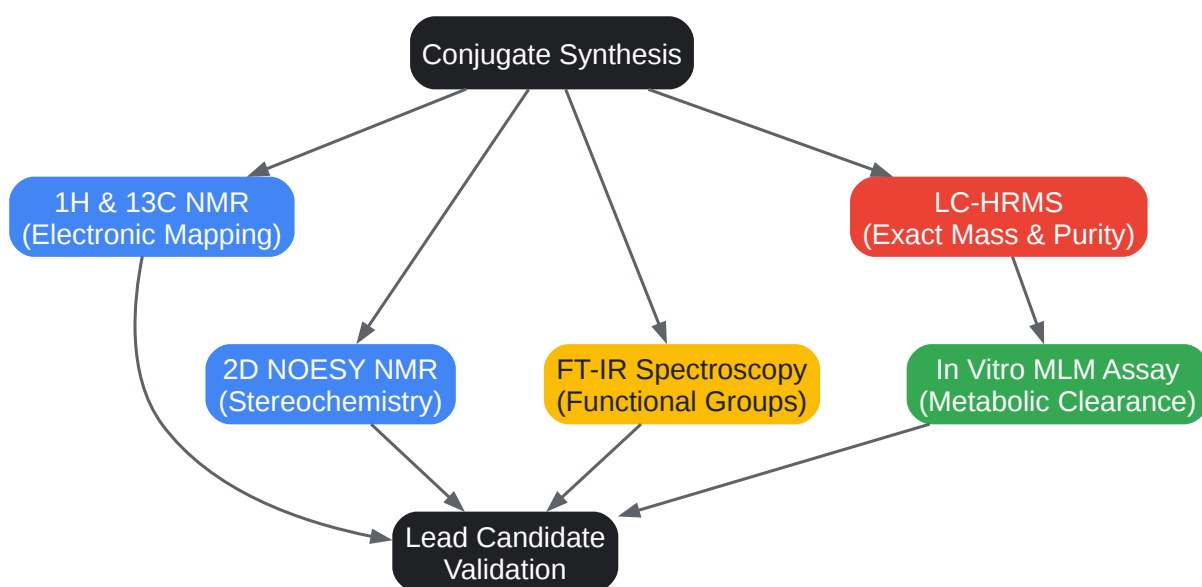 Conjugate Synthesis
1H & 13C NMR
(Electronic Mapping)
LC-HRMS
(Exact Mass & Purity)
2D NOESY NMR
(Stereochemistry)
FT-IR Spectroscopy
(Functional Groups)
In Vitro MLM Assay
(Metabolic Clearance)
Lead Candidate
Validation